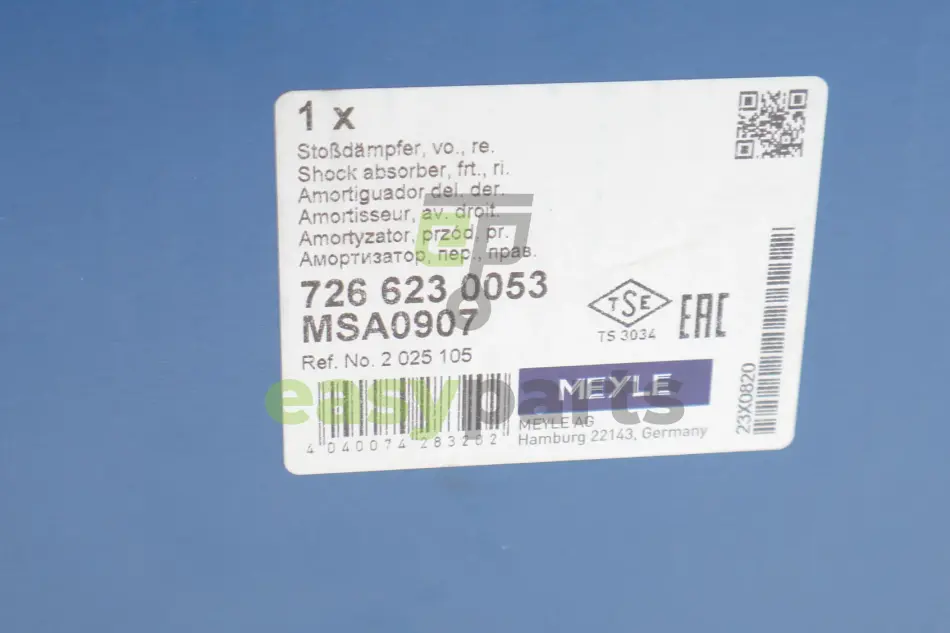 1 x
Stoßdämpfer, vo., re.
Shock absorber, frt., ri.
Amortiguador del. der.
Amortisseur, av. droit.
Amortyzator, przód, pr.
Амортизатор, пер., прав.
726 623 0053
MSA0907
Ref. No. 2 025 105
TSE
TS 3034
EAC
MEYLE
MEYLE AG
Hamburg 22143, Germany
4 040074 283202
23X0820
ep
easyparts